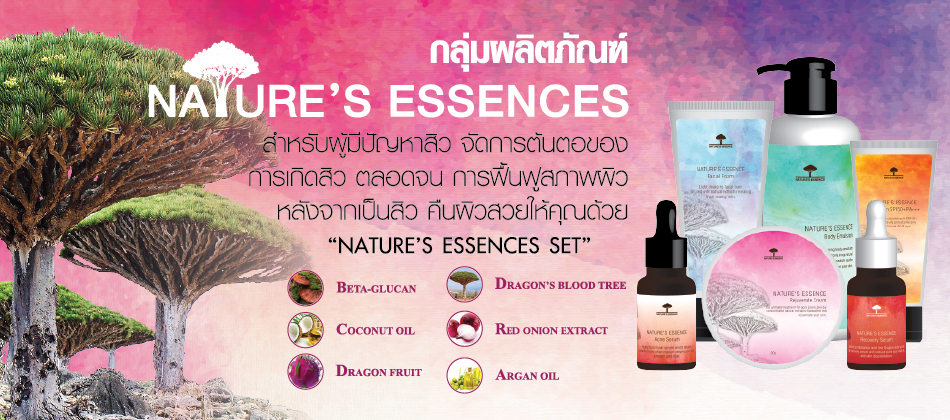 กลุ่มผลิตภัณฑ์
NATURE'S ESSENCES
สำหรับผู้มีปัญหาสิว จัดการต้นตอของ
การเกิดสิว ตลอดจน การฟื้นฟูสภาพผิว
หลังจากเป็นสิว คืนผิวสวยให้คุณด้วย
“NATURE'S ESSENCES SET”
BETA-GLUCAN
DRAGON'S BLOOD TREE
COCONUT OIL
RED ONION EXTRACT
DRAGON FRUIT
ARGAN OIL
NATURE'S ESSENCE
Facial Foam
NATURE'S ESSENCE
Body Emulsion
NATURE'S ESSENCE
SPF50+PA+++
NATURE'S ESSENCE
Acne Serum
NATURE'S ESSENCE
Rejuvenate Cream
NATURE'S ESSENCE
Recovery Serum